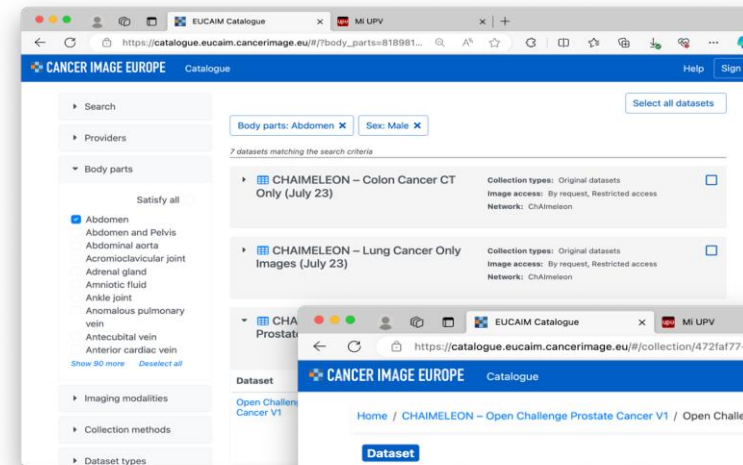 EUCAIM Catalogue
MI UPV
https://catalogue.eucaim.cancerimage.eu/#/?body_parts=818981...
CANCER IMAGE EUROPE
Catalogue
Help
Sign
Search
Providers
Body parts
Satisfy all
Abdomen
Abdomen and Pelvis
Abdominal aorta
Acromioclavicular joint
Adrenal gland
Amniotic fluid
Ankle joint
Anomalous pulmonary
vein
Antecubital vein
Anterior cardiac vein
Show 90 more Deselect all
Imaging modalities
Collection methods
Dataset types
Select all datasets
Body parts: Abdomen
Sex: Male
7 datasets matching the search criteria
CHAIMELEON – Colon Cancer CT
Only (July 23)
Collection types: Original datasets
Image access: By request, Restricted access
Network: ChAImeleon
CHAIMELEON – Lung Cancer Only
Images (July 23)
Collection types: Original datasets
Image access: By request, Restricted access
Network: ChAImeleon
CHA
Prostat
Dataset
Open Challen
Cancer V1
EUCAIM Catalogue
MI UPV
https://catalogue.eucaim.cancerimage.eu/#/collection/472faf77-
CANCER IMAGE EUROPE
Catalogue
Home / CHAIMELEON – Open Challenge Prostate Cancer V1 / Open Challe
Dataset